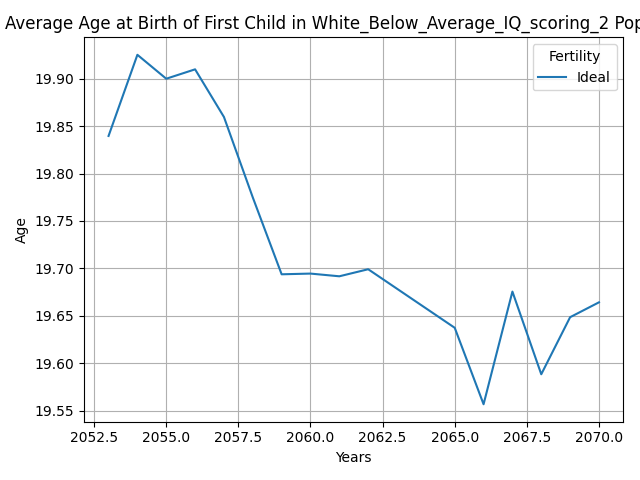 Average Age at Birth of First Child in White_Below_Average_IQ_scoring_2 Pop
Fertility
Ideal
19.90
19.85
19.80
19.75
19.70
19.65
19.60
19.55
Age
2052.5 2055.0 2057.5 2060.0 2062.5 2065.0 2067.5 2070.0
Years